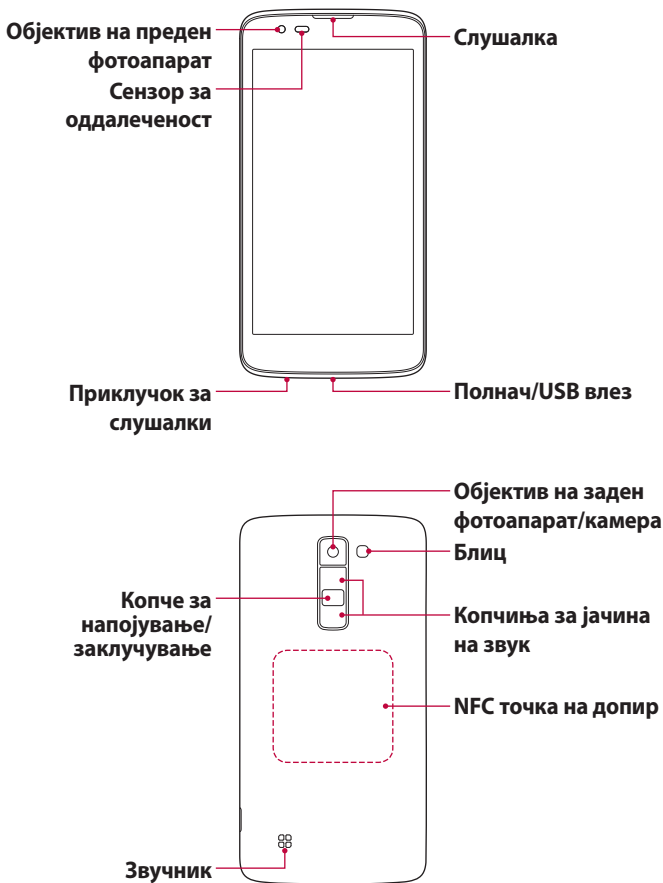 Објектив на преден
фотоапарат
Сензор за
оддалеченост
Слушалка
Приклучок за
слушалки
Полнач/USB влез
Објектив на заден
фотоапарат/камера
Блиц
Копче за
напојување/
заклучување
Копчиња за јачина
на звук
NFC точка на допир
Звучник